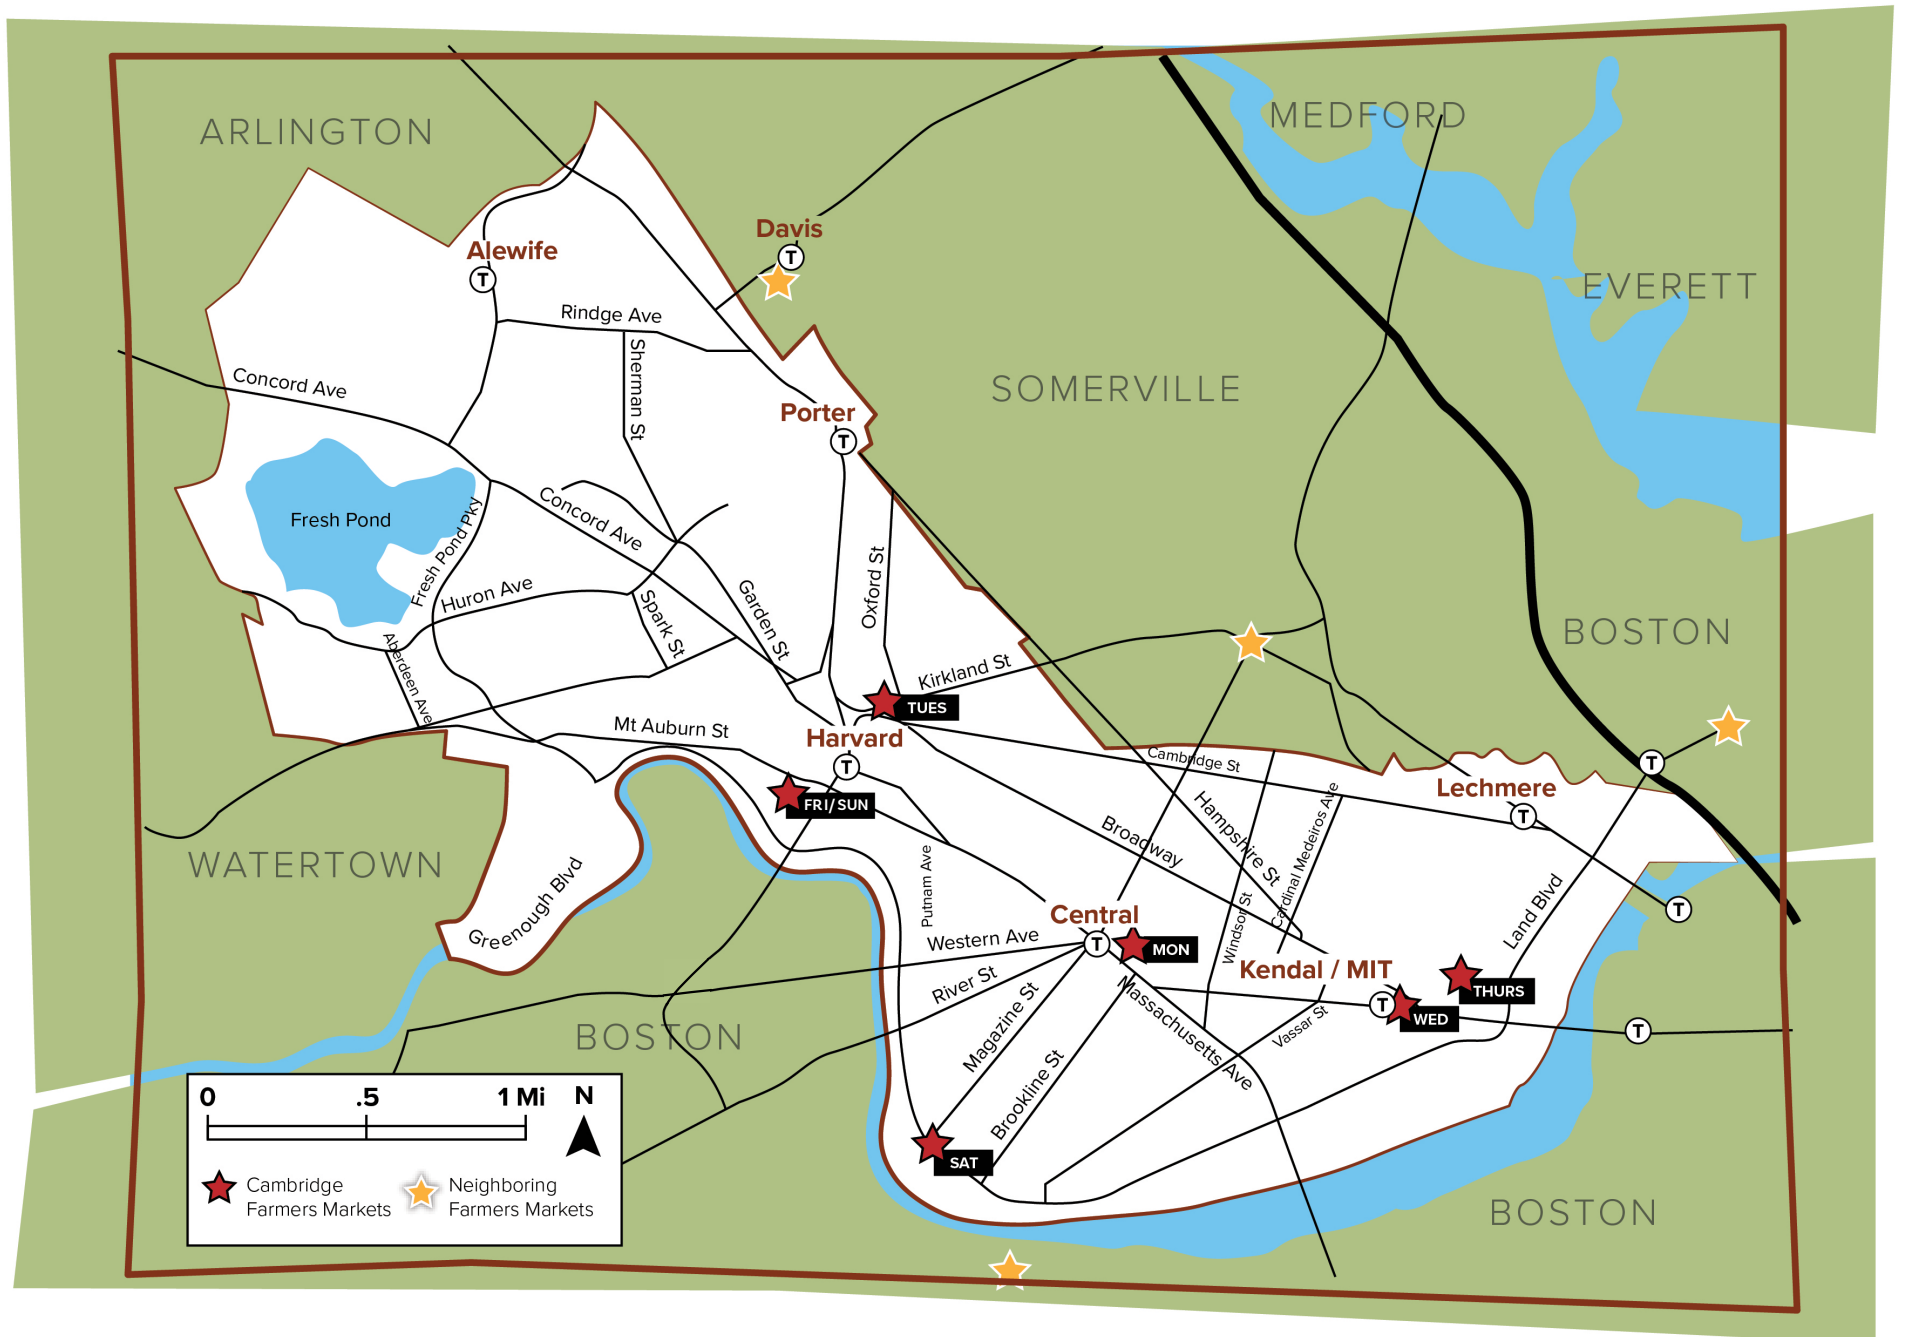 ARLINGTON
MEDFORD
Davis
T
Alewife
T
EVERETT
Rindge Ave
Sherman St
Concord Ave
SOMERVILLE
Porter
T
Fresh Pond
Fresh Pond Pky
Concord Ave
Huron Ave
Garden St
Oxford St
Spark St
Aberdeen Ave
BOSTON
Kirkland St
TUES
Mt Auburn St
Harvard
T
Cambridge St
T
Lechmere
T
FRI/SUN
Hampshire St
Cardinal Medeiros Ave
Broadway
WATERTOWN
Greenough Blvd
Putnam Ave
Windsor St
Land Blvd
T
Central
T
MON
Western Ave
River St
Kendal / MIT
T
WED
THURS
T
Massachusetts Ave
Vassar St
Magazine St
Brookline St
BOSTON
SAT
BOSTON
0 .5 1 Mi N
Cambridge
Farmers Markets
Neighboring
Farmers Markets